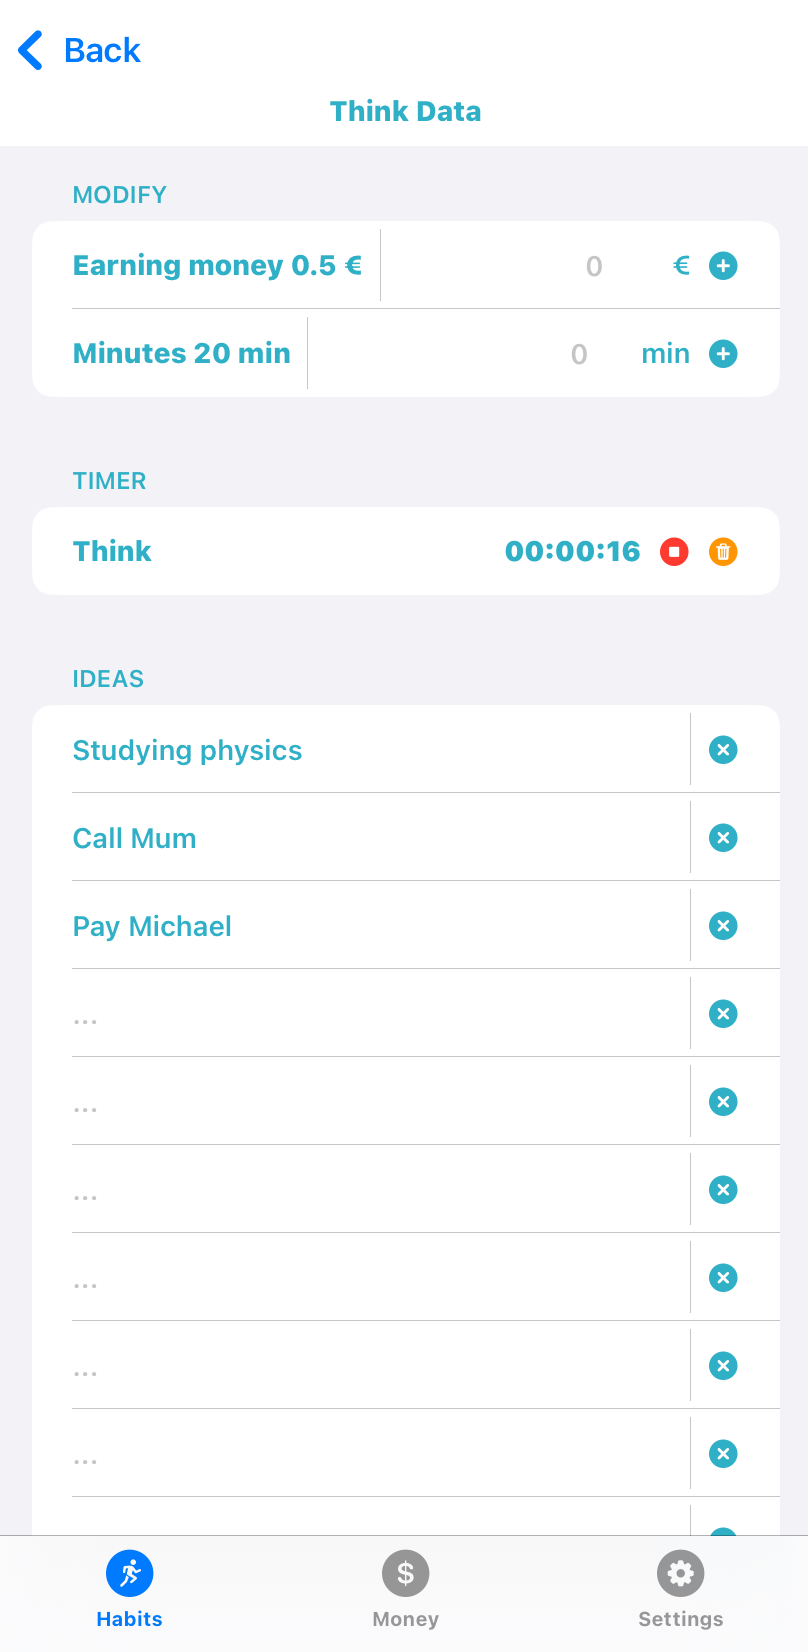 Back
Think Data
MODIFY
Earning money 0.5 € 0 €
Minutes 20 min 0 min
TIMER
Think 00:00:16
IDEAS
Studying physics
Call Mum
Pay Michael
...
...
...
...
...
...
Habits Money Settings